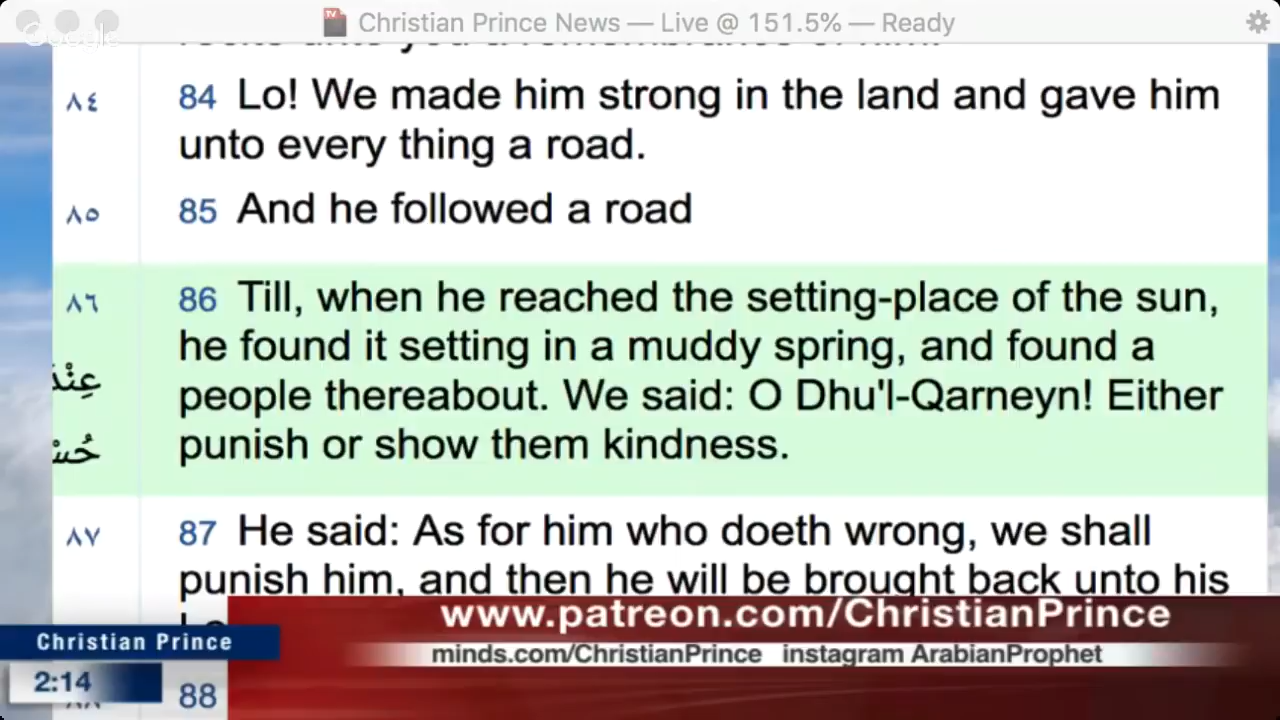 Christian Prince News — Live @ 151.5% — Ready
Google
٨٤ 84 Lo! We made him strong in the land and gave him
unto every thing a road.
٨٥ 85 And he followed a road
٨٦ 86 Till, when he reached the setting-place of the sun,
he found it setting in a muddy spring, and found a
people thereabout. We said: O Dhu'l-Qarneyn! Either
punish or show them kindness.
٨٧ 87 He said: As for him who doeth wrong, we shall
punish him, and then he will be brought back unto his
88
www.patreon.com/ChristianPrince
Christian Prince
minds.com/ChristianPrince instagram ArabianProphet
2:14